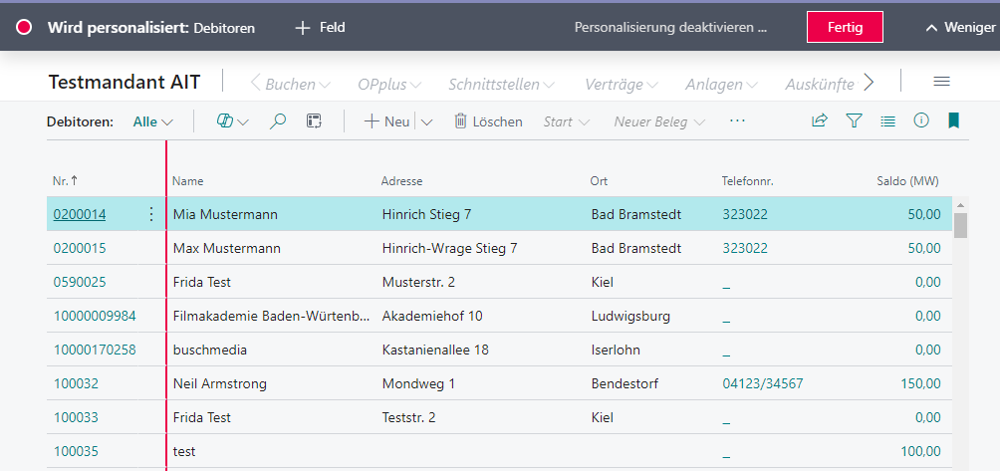 Wird personalisiert: Debitoren + Feld Personalisierung deaktivieren ... Fertig Weniger
Testmandant AIT Buchen OPplus Schnittstellen Verträge Anlagen Auskünfte
Debitoren: Alle + Neu Löschen Start Neuer Beleg ...
Nr. ↑ Name Adresse Ort Telefonnr. Saldo (MW)
0200014 Mia Mustermann Hinrich Stieg 7 Bad Bramstedt 323022 50,00
0200015 Max Mustermann Hinrich-Wrage Stieg 7 Bad Bramstedt 323022 50,00
0590025 Frida Test Musterstr. 2 Kiel _ 0,00
10000009984 Filmakademie Baden-Würtenb... Akademiehof 10 Ludwigsburg _ 0,00
10000170258 buschmedia Kastanienallee 18 Iserlohn _ 0,00
100032 Neil Armstrong Mondweg 1 Bendestorf 04123/34567 150,00
100033 Frida Test Teststr. 2 Kiel _ 0,00
100035 test _ 100,00